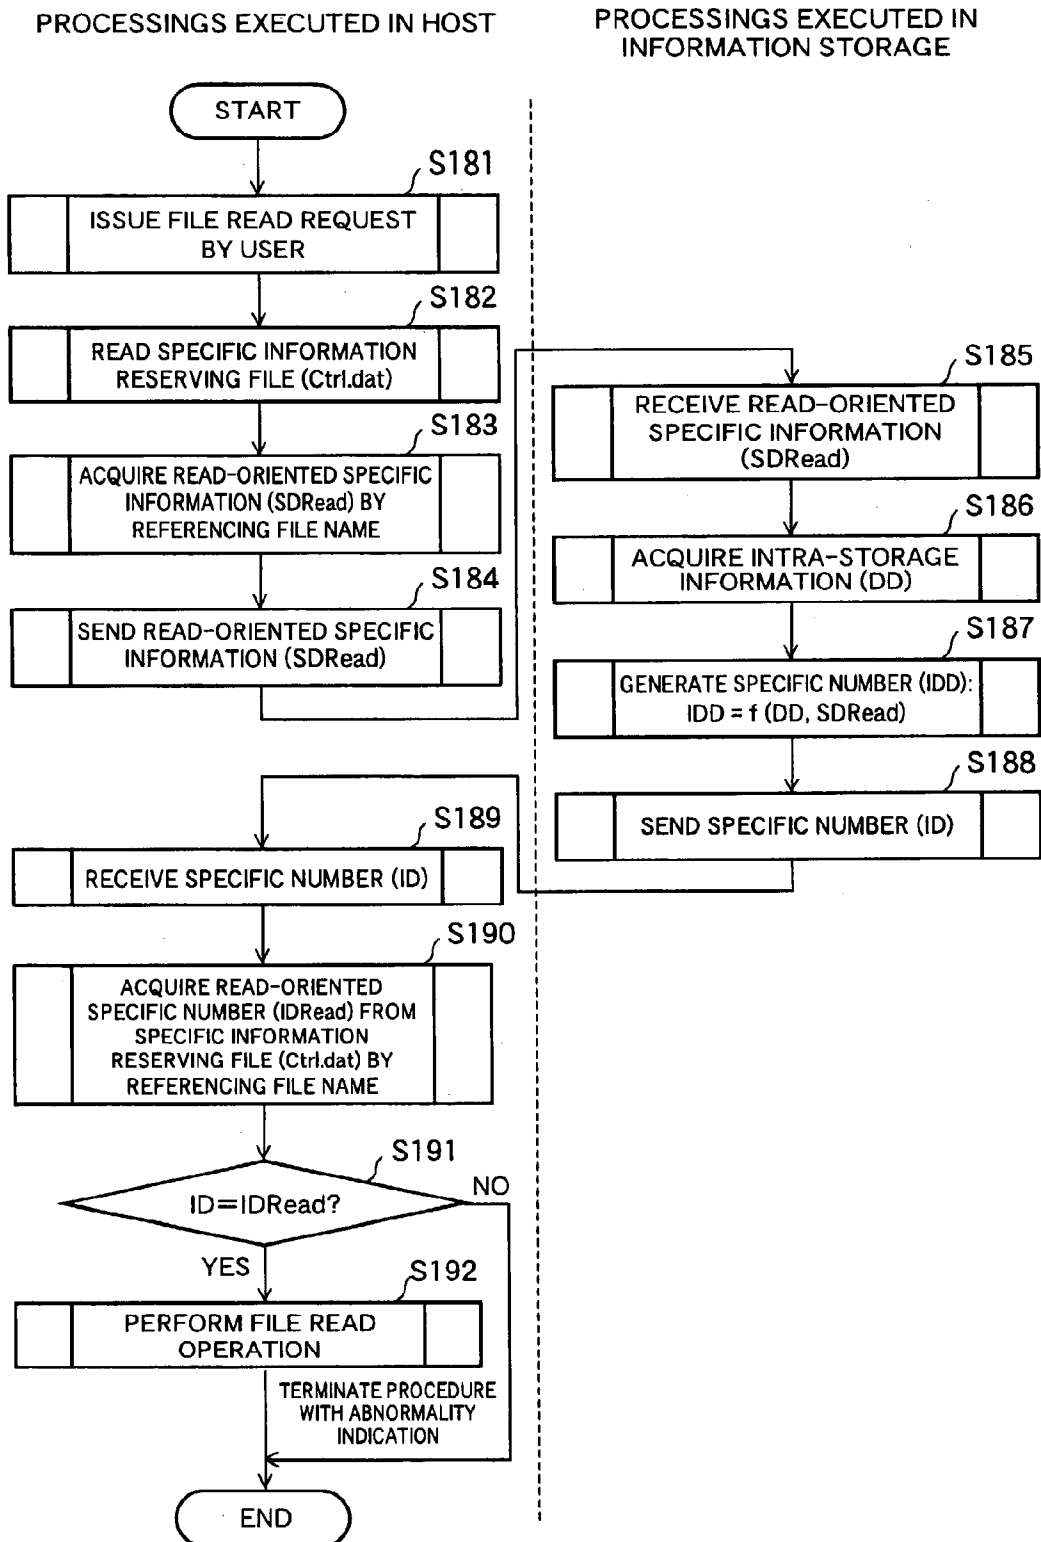 PROCESSINGS EXECUTED IN HOST
PROCESSINGS EXECUTED IN
INFORMATION STORAGE
START
S181
ISSUE FILE READ REQUEST
BY USER
S182
READ SPECIFIC INFORMATION
RESERVING FILE (Ctrl.dat)
S183
ACQUIRE READ-ORIENTED SPECIFIC
INFORMATION (SDRead) BY
REFERENCING FILE NAME
S184
SEND READ-ORIENTED SPECIFIC
INFORMATION (SDRead)
S185
RECEIVE READ-ORIENTED
SPECIFIC INFORMATION
(SDRead)
S186
ACQUIRE INTRA-STORAGE
INFORMATION (DD)
S187
GENERATE SPECIFIC NUMBER (IDD):
IDD = f (DD, SDRead)
S188
SEND SPECIFIC NUMBER (ID)
S189
RECEIVE SPECIFIC NUMBER (ID)
S190
ACQUIRE READ-ORIENTED
SPECIFIC NUMBER (IDRead) FROM
SPECIFIC INFORMATION
RESERVING FILE (Ctrl.dat) BY
REFERENCING FILE NAME
S191
ID=IDRead?
NO
YES
S192
PERFORM FILE READ
OPERATION
TERMINATE PROCEDURE
WITH ABNORMALITY
INDICATION
END